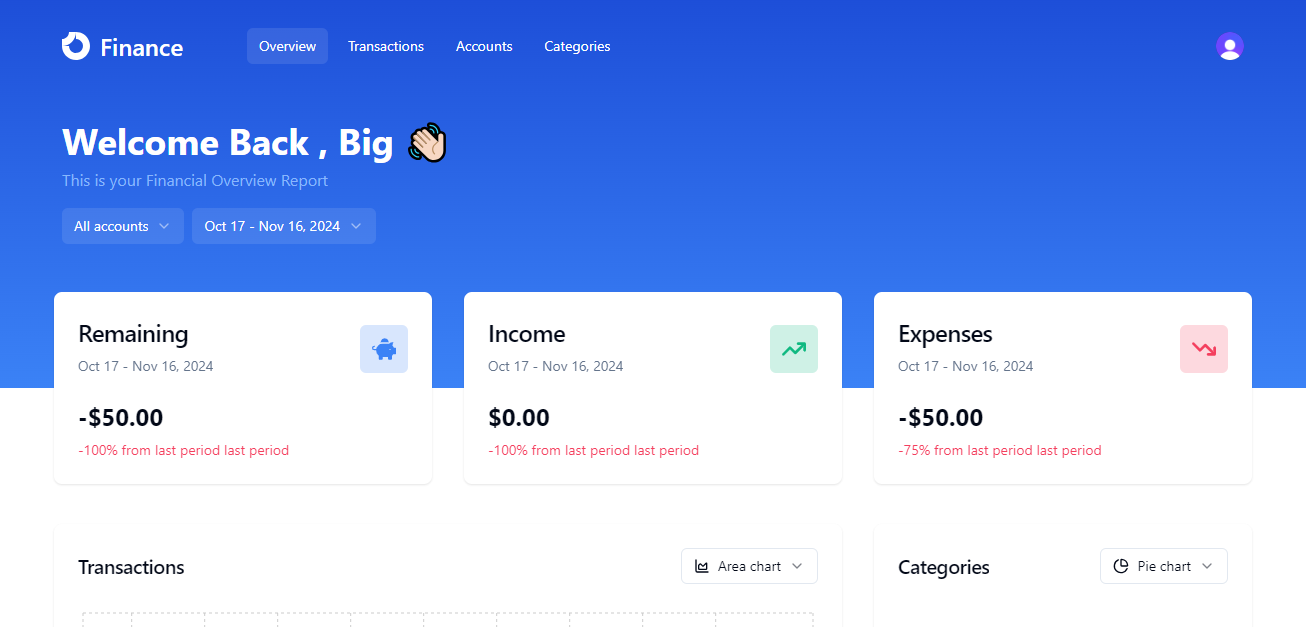 Finance
Overview Transactions Accounts Categories
Welcome Back , Big 👋🏻
This is your Financial Overview Report
All accounts
Oct 17 - Nov 16, 2024
Remaining
Oct 17 - Nov 16, 2024
-$50.00
-100% from last period last period
Income
Oct 17 - Nov 16, 2024
$0.00
-100% from last period last period
Expenses
Oct 17 - Nov 16, 2024
-$50.00
-75% from last period last period
Transactions
Area chart
Categories
Pie chart